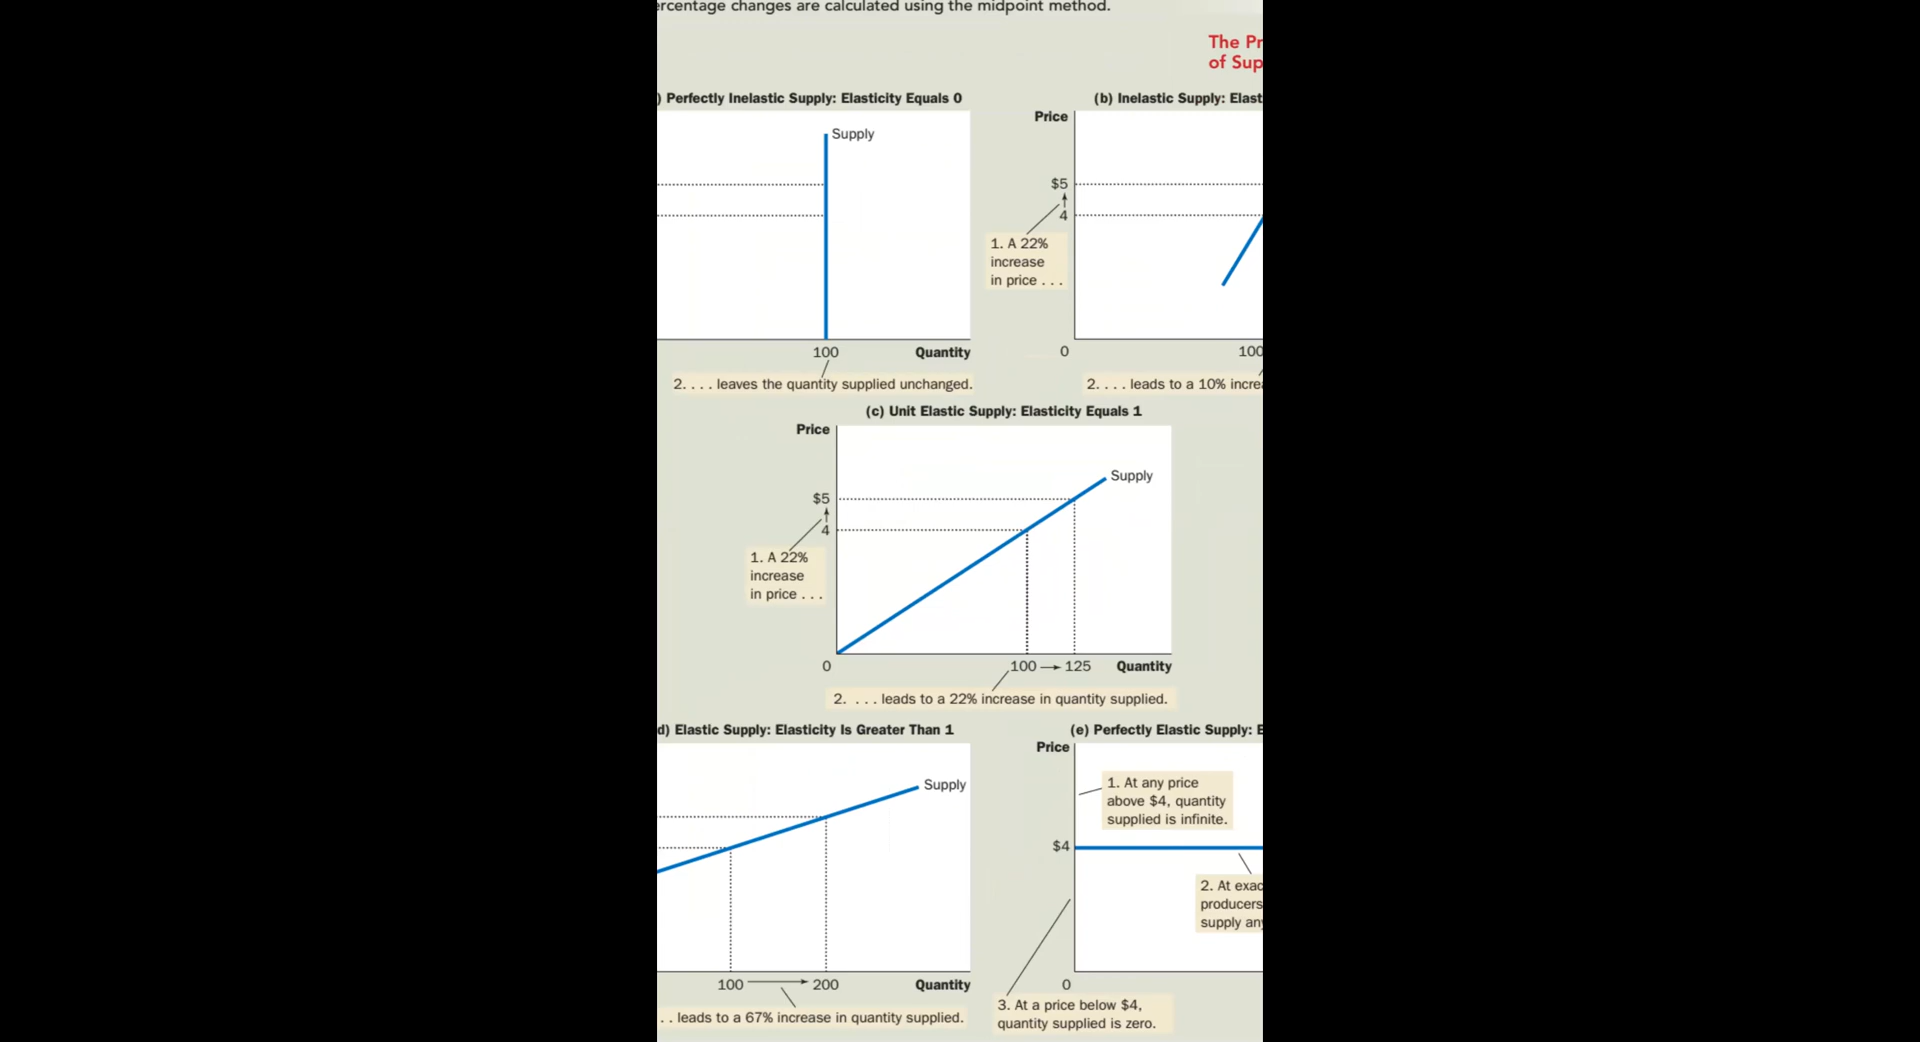 ercentage changes are calculated using the midpoint method.
The Pr
of Sup
) Perfectly Inelastic Supply: Elasticity Equals 0
Supply
100
Quantity
2. . . . leaves the quantity supplied unchanged.
(b) Inelastic Supply: Elast
Price
$5
4
1. A 22%
increase
in price . . .
0
100
2. . . . leads to a 10% incre
(c) Unit Elastic Supply: Elasticity Equals 1
Price
Supply
$5
4
1. A 22%
increase
in price . . .
0
100
125
Quantity
2. . . . leads to a 22% increase in quantity supplied.
d) Elastic Supply: Elasticity Is Greater Than 1
Supply
100
200
Quantity
. . leads to a 67% increase in quantity supplied.
(e) Perfectly Elastic Supply: E
Price
1. At any price
above $4, quantity
supplied is infinite.
$4
2. At exac
producers
supply any
0
3. At a price below $4,
quantity supplied is zero.